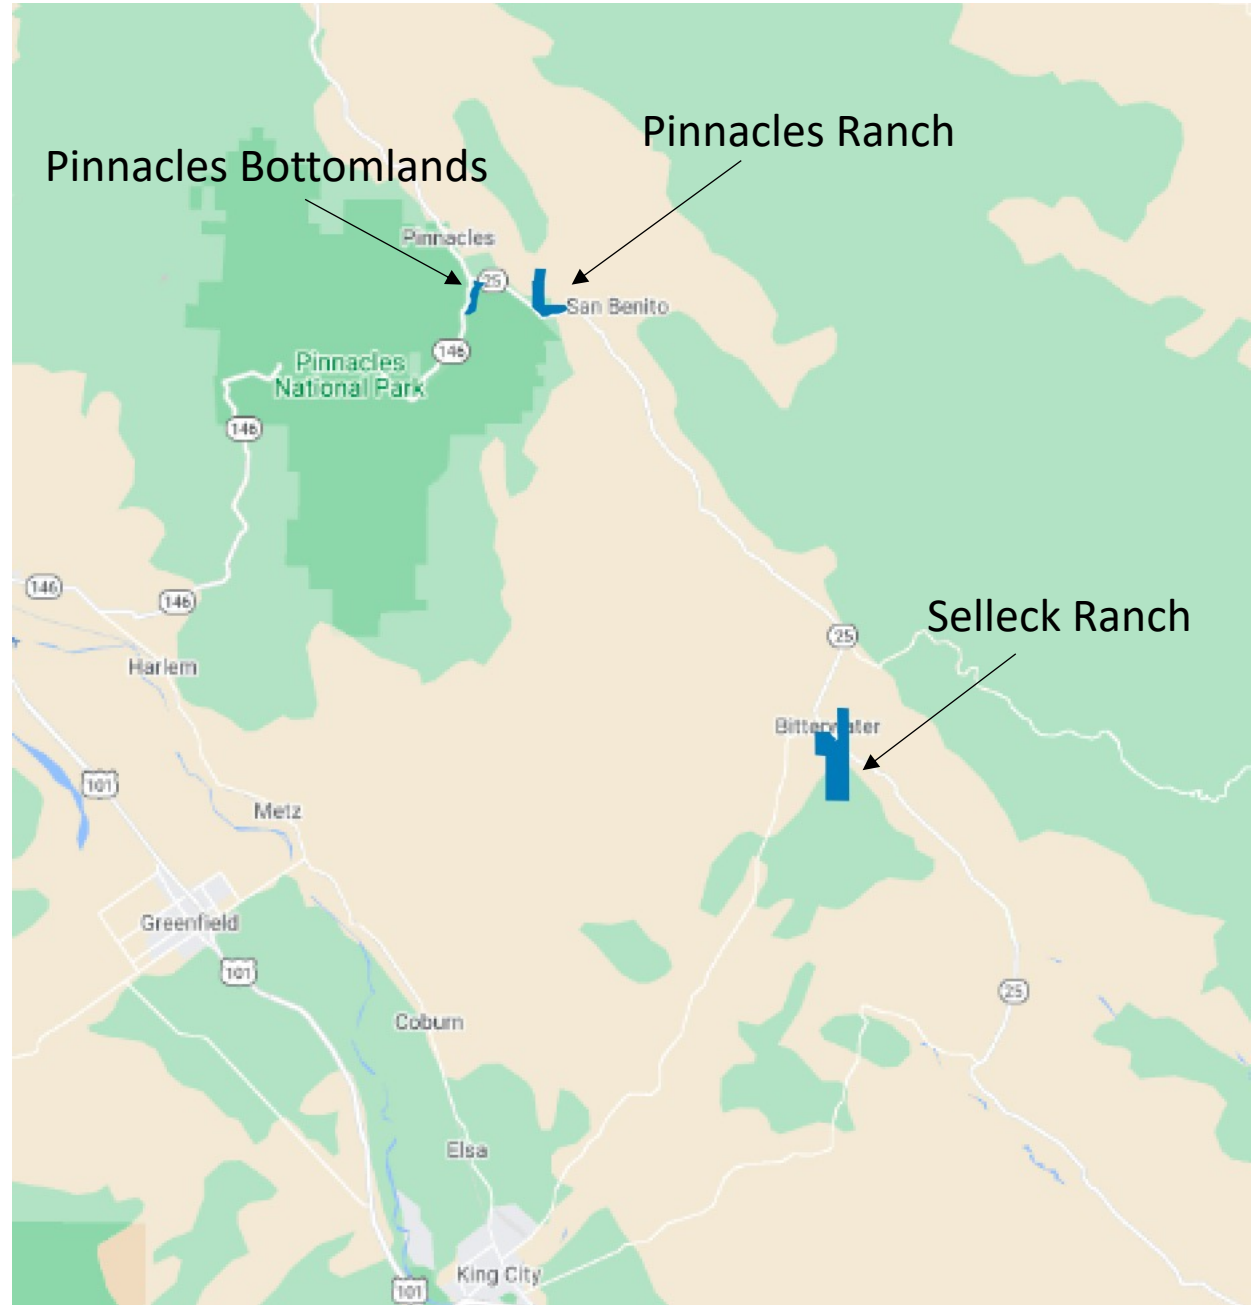 Pinnacles Ranch
Pinnacles Bottomlands
Pinnacles
25
San Benito
146
Pinnacles
National Park
146
146
146
Selleck Ranch
25
Harlem
Bitterwater
101
Metz
Greenfield
101
25
Coburn
Elsa
King City
101